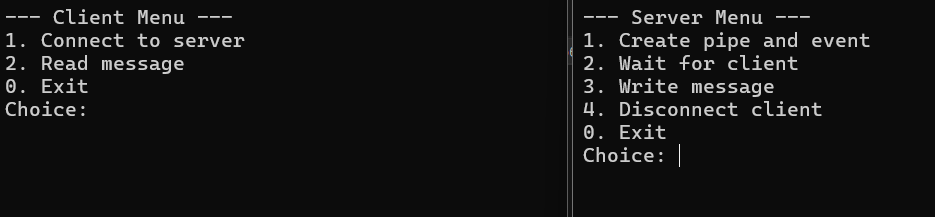 --- Client Menu ---
1. Connect to server
2. Read message
0. Exit
Choice:
--- Server Menu ---
1. Create pipe and event
2. Wait for client
3. Write message
4. Disconnect client
0. Exit
Choice: